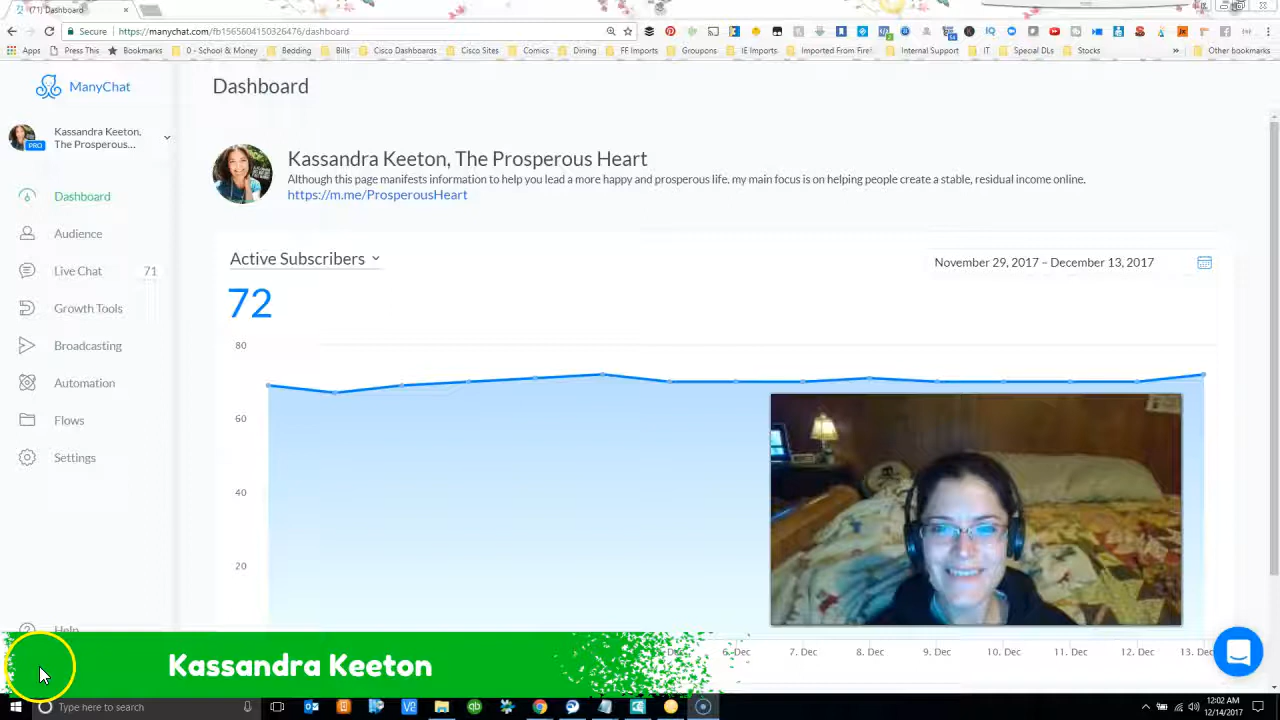 (71) Dashboard
Secure | https://manychat.com/fb1565604150326476/dashboard
Apps Press This Bookmarks - School & Money Bending Bills Cisco Dashboards Cisco Sites Comics Dining FF Imports Groupons IE Imports Imported From Firef Internal Support IT Special DLs Stocks » Other bookmarks
ManyChat
Dashboard
Kassandra Keeton,
The Prosperous...
PRO
Kassandra Keeton, The Prosperous Heart
Although this page manifests information to help you lead a more happy and prosperous life. my main focus is on helping people create a stable, residual income online.
https://m.me/ProsperousHeart
Dashboard
Audience
Live Chat 71
Growth Tools
Broadcasting
Automation
Flows
Settings
Help
Active Subscribers
November 29, 2017 – December 13, 2017
72
80
60
40
20
6. Dec 7. Dec 8. Dec 9. Dec 10. Dec 11. Dec 12. Dec 13. Dec
Kassandra Keeton
Type here to search
12:02 AM
12/14/2017